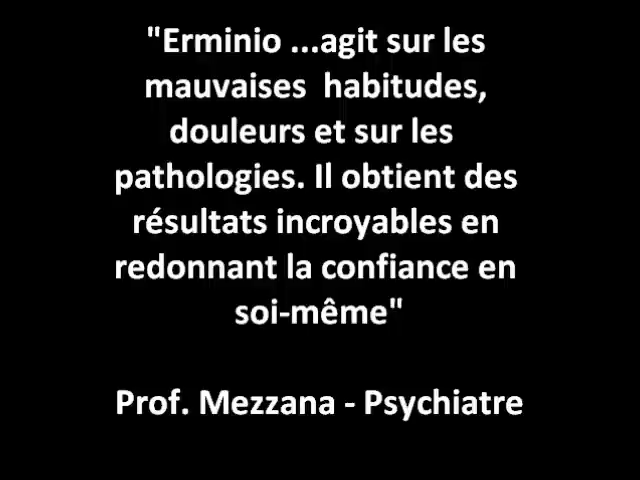 "Erminio ...agit sur les
mauvaises habitudes,
douleurs et sur les
pathologies. Il obtient des
résultats incroyables en
redonnant la confiance en
soi-même"
Prof. Mezzana - Psychiatre